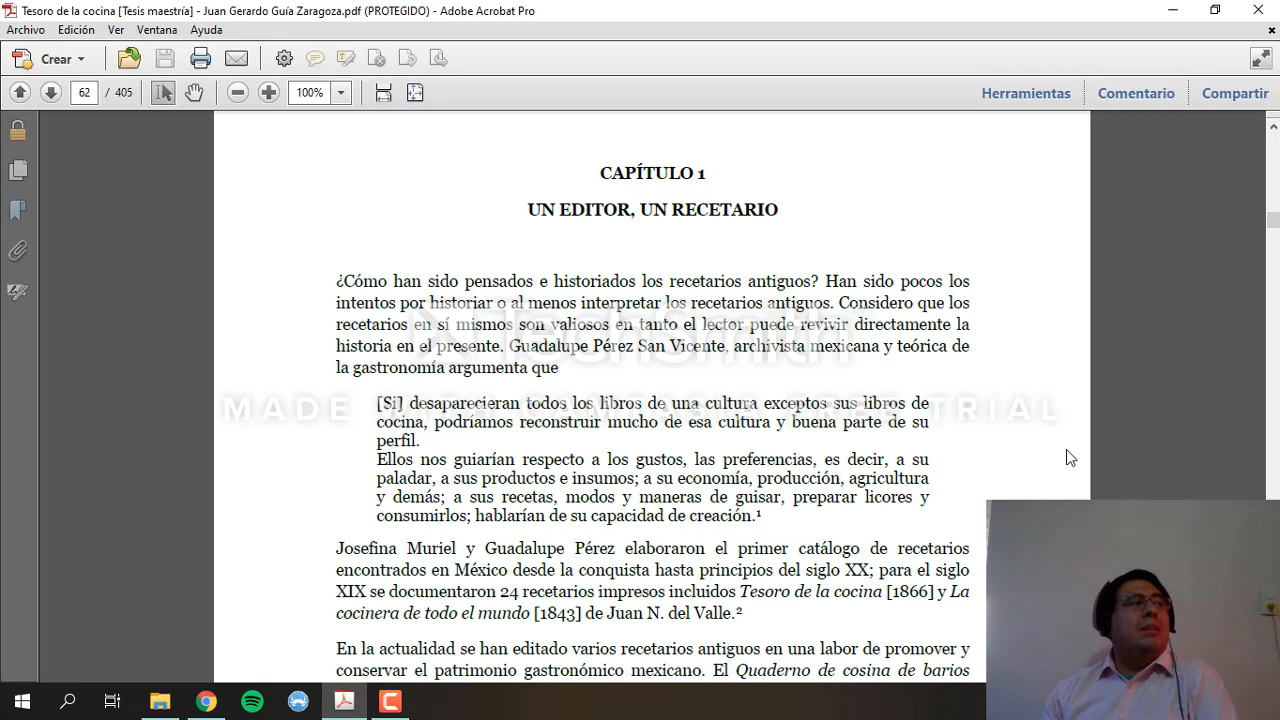 Tesoro de la cocina [Tesis maestría] - Juan Gerardo Guía Zaragoza.pdf (PROTEGIDO) - Adobe Acrobat Pro
Archivo Edición Ver Ventana Ayuda
Crear
62 / 405 100% Herramientas Comentario Compartir
CAPÍTULO 1
UN EDITOR, UN RECETARIO
¿Cómo han sido pensados e historiados los recetarios antiguos? Han sido pocos los
intentos por historiar o al menos interpretar los recetarios antiguos. Considero que los
recetarios en sí mismos son valiosos en tanto el lector puede revivir directamente la
historia en el presente. Guadalupe Pérez San Vicente, archivista mexicana y teórica de
la gastronomía argumenta que
TechSmith
MADE WITH CAMTASIA FREE TRIAL
[Si] desaparecieran todos los libros de una cultura exceptos sus libros de
cocina, podríamos reconstruir mucho de esa cultura y buena parte de su
perfil.
Ellos nos guiarían respecto a los gustos, las preferencias, es decir, a su
paladar, a sus productos e insumos; a su economía, producción, agricultura
y demás; a sus recetas, modos y maneras de guisar, preparar licores y
consumirlos; hablarían de su capacidad de creación.¹
Josefina Muriel y Guadalupe Pérez elaboraron el primer catálogo de recetarios
encontrados en México desde la conquista hasta principios del siglo XX; para el siglo
XIX se documentaron 24 recetarios impresos incluidos Tesoro de la cocina [1866] y La
cocinera de todo el mundo [1843] de Juan N. del Valle.²
En la actualidad se han editado varios recetarios antiguos en una labor de promover y
conservar el patrimonio gastronómico mexicano. El Quaderno de cosina de barios